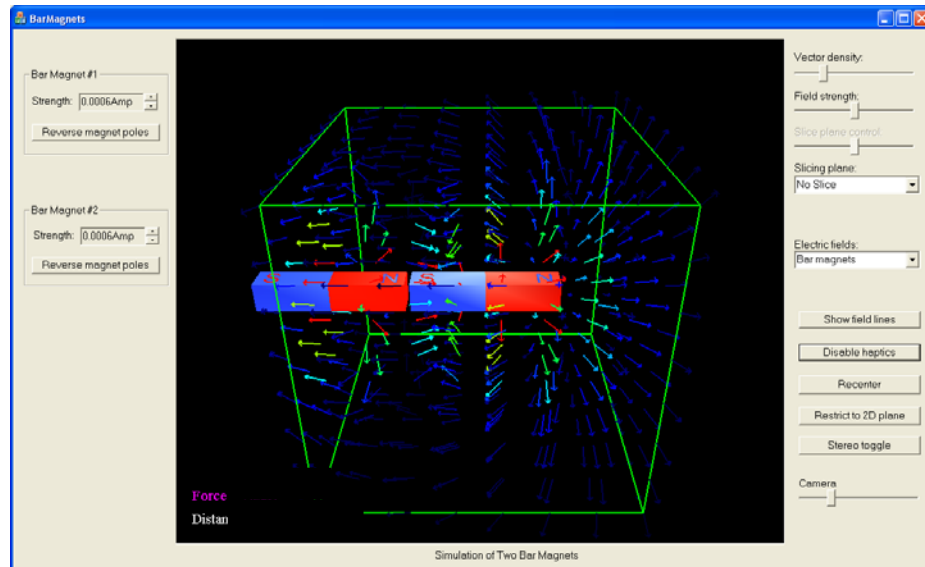 BarMagnets
Bar Magnet #1
Strength: 0.0006Amp
Reverse magnet poles
Bar Magnet #2
Strength: 0.0006Amp
Reverse magnet poles
S N S N
Force
Distan
Simulation of Two Bar Magnets
Vector density:
Field strength:
Slice plane control:
Slicing plane:
No Slice
Electric fields:
Bar magnets
Show field lines
Disable haptics
Recenter
Restrict to 2D plane
Stereo toggle
Camera